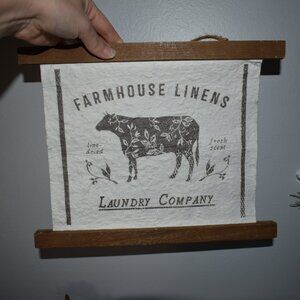 FARMHOUSE LINENS
line
dried
fresh
scent
LAUNDRY COMPANY